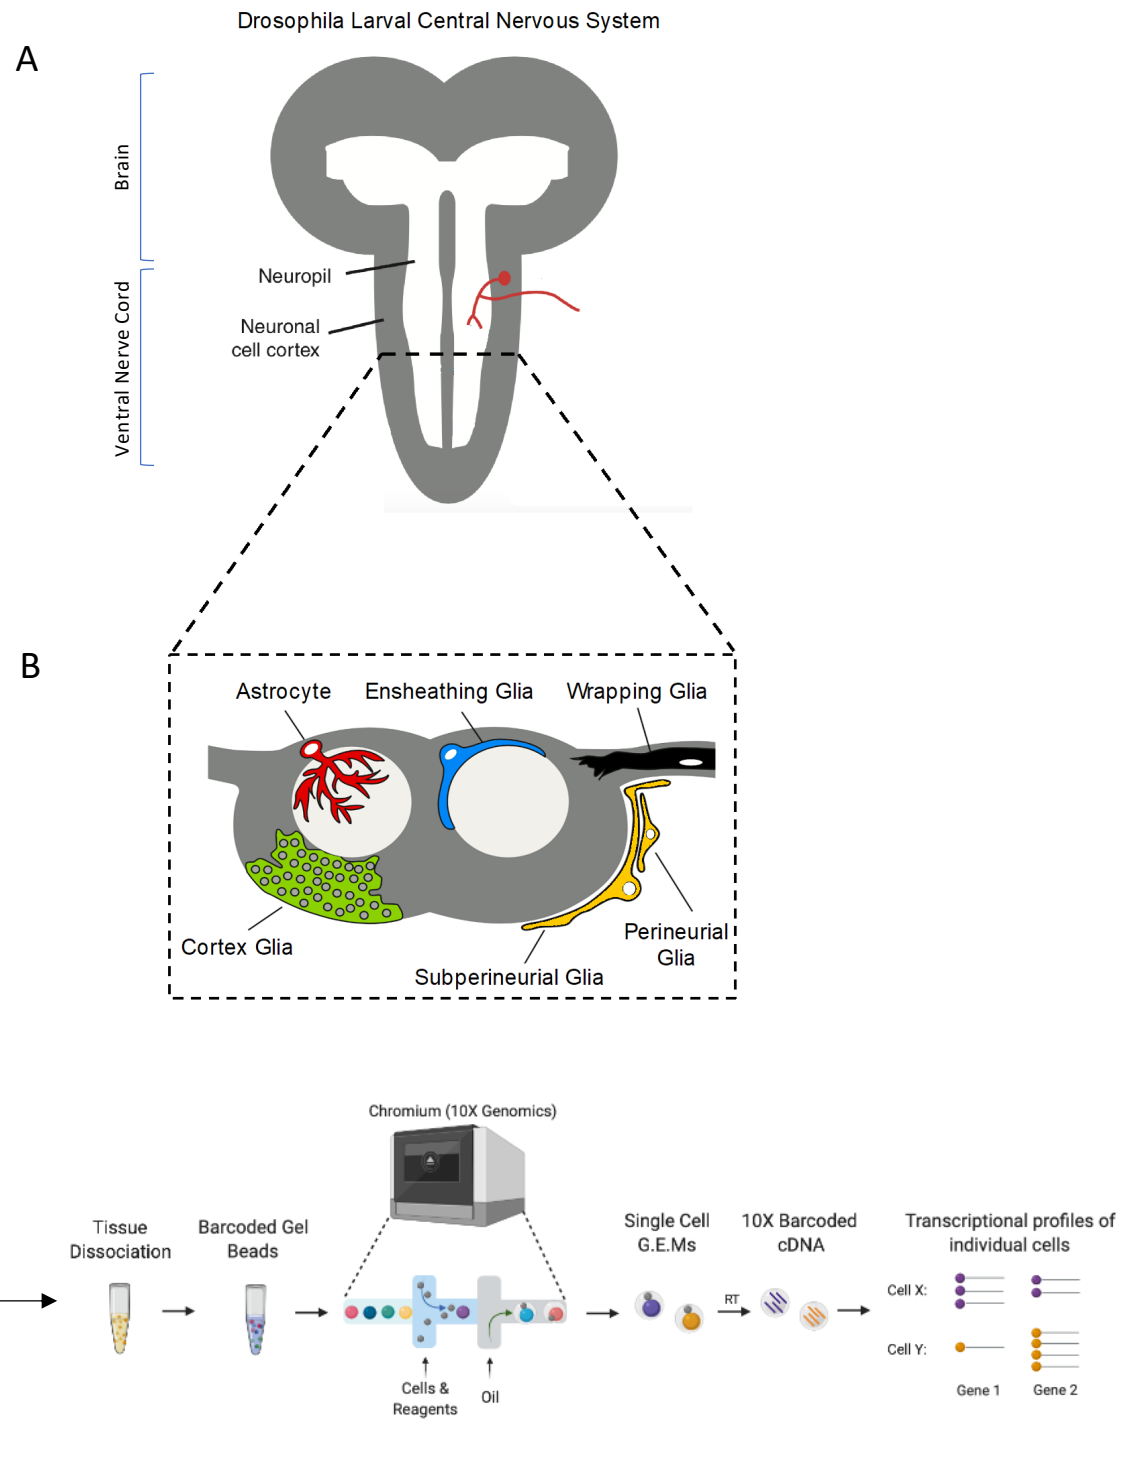 Drosophila Larval Central Nervous System
A
Brain
Neuropil
Neuronal
cell cortex
Ventral Nerve Cord
B
Astrocyte
Ensheathing Glia
Wrapping Glia
Cortex Glia
Perineurial
Glia
Subperineurial Glia
Chromium (10X Genomics)
Tissue
Dissociation
Barcoded Gel
Beads
Cells &
Reagents
Oil
Single Cell
G.E.Ms
RT
10X Barcoded
cDNA
Transcriptional profiles of
individual cells
Cell X:
Cell Y:
Gene 1
Gene 2